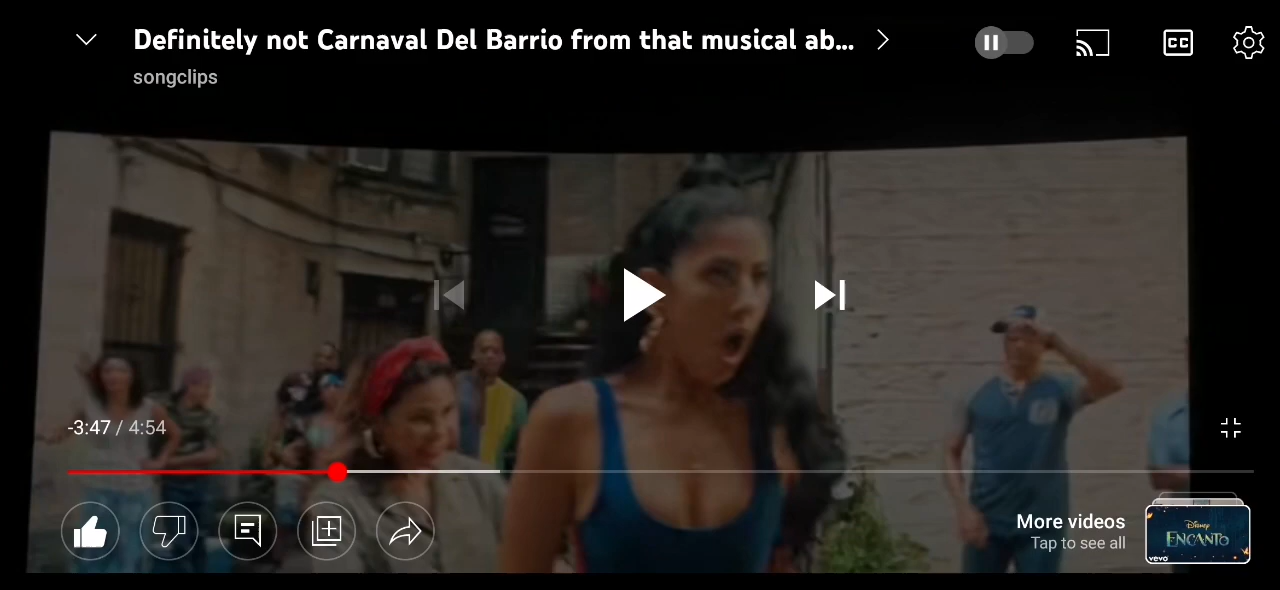 Definitely not Carnaval Del Barrio from that musical ab...
songclips
CC
-3:47 / 4:54
More videos
Tap to see all
Disney
ENCANTO
vevo